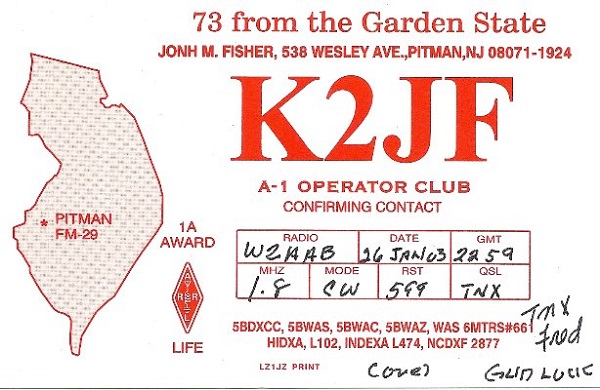 73 from the Garden State
JONH M. FISHER, 538 WESLEY AVE.,PITMAN,NJ 08071-1924
K2JF
A-1 OPERATOR CLUB
CONFIRMING CONTACT
* PITMAN
FM-29
1A
AWARD
ARRL
LIFE
RADIO DATE GMT
W2AAB 26 JAN 03 2259
MHZ MODE RST QSL
1.8 CW 599 TNX
5BDXCC, 5BWAS, 5BWAC, 5BWAZ, WAS 6MTRS#661
HIDXA, L102, INDEXA L474, NCDXF 2877
TNX
Fred
LZ1JZ PRINT
LUCK